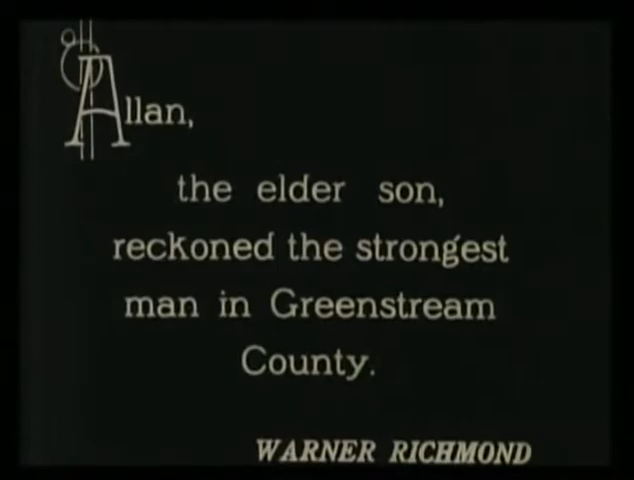 Allan,
the elder son,
reckoned the strongest
man in Greenstream
County.
WARNER RICHMOND